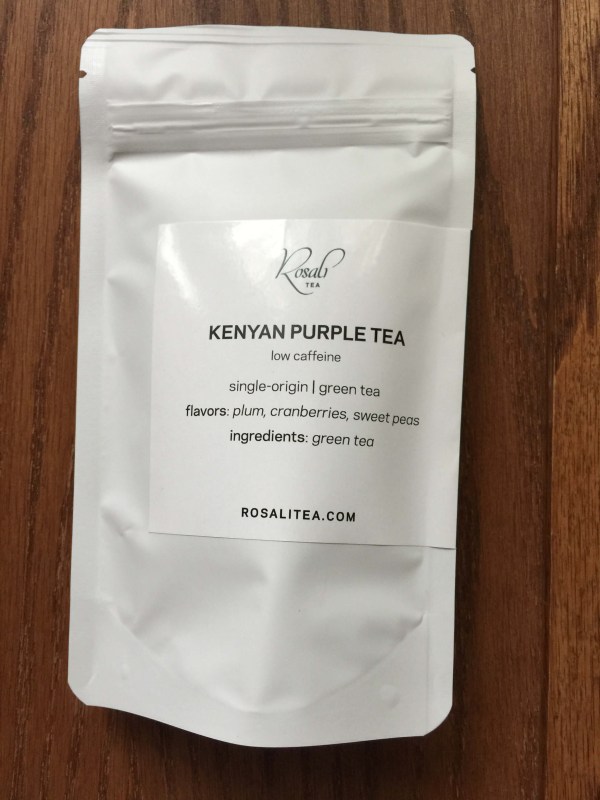 Rosali
TEA
KENYAN PURPLE TEA
low caffeine
single-origin | green tea
flavors: plum, cranberries, sweet peas
ingredients: green tea
ROSALITEA.COM